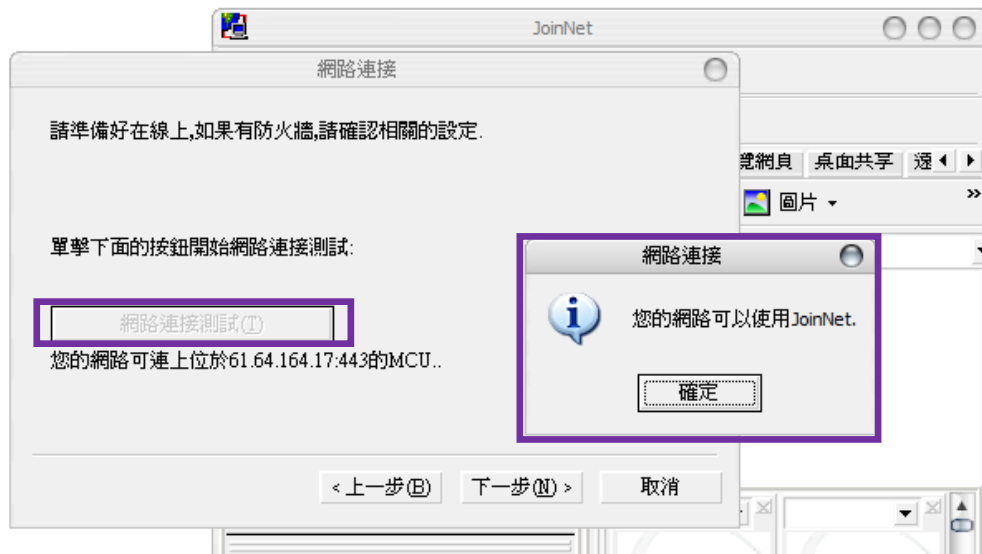 JoinNet
網路連接
請準備好在線上,如果有防火牆,請確認相關的設定.
覽網頁 桌面共享 遠
圖片
單擊下面的按鈕開始網路連接測試:
網路連接
網路連接測試(T)
您的網路可以使用JoinNet.
您的網路可連上位於61.64.164.17:443的MCU..
確定
<上一步(B) 下一步(N)> 取消